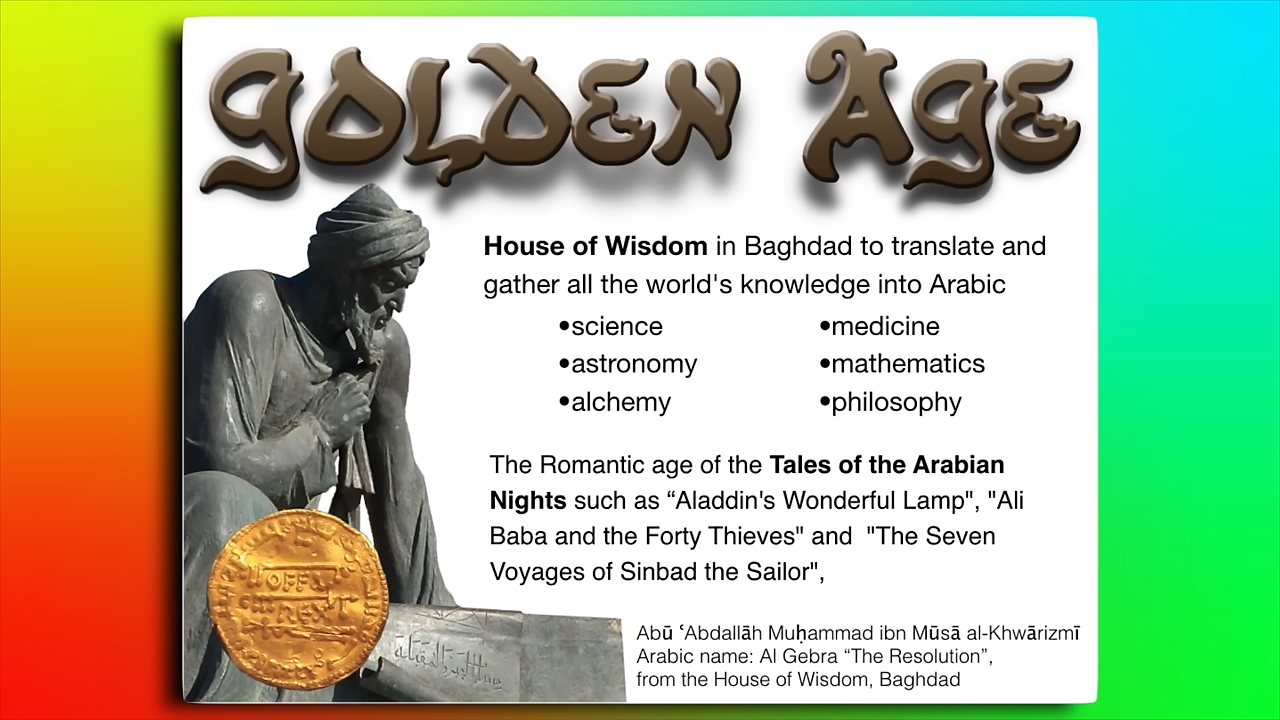 GOLDEN AGE
House of Wisdom in Baghdad to translate and
gather all the world's knowledge into Arabic
•science •medicine
•astronomy •mathematics
•alchemy •philosophy
The Romantic age of the Tales of the Arabian
Nights such as “Aladdin's Wonderful Lamp", "Ali
Baba and the Forty Thieves" and  "The Seven
Voyages of Sinbad the Sailor",
OFFA
REX
Abū ʿAbdallāh Muḥammad ibn Mūsā al-Khwārizmī
Arabic name: Al Gebra “The Resolution”,
from the House of Wisdom, Baghdad